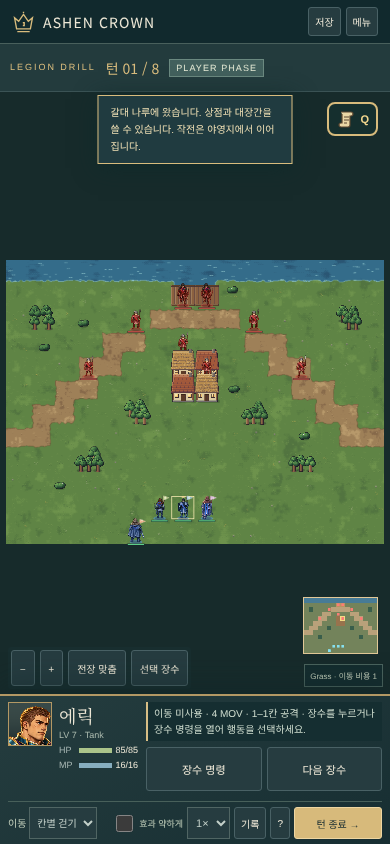 ASHEN CROWN
저장
메뉴
LEGION DRILL 턴 01 / 8 PLAYER PHASE
갈대 나루에 왔습니다. 상점과 대장간을
쓸 수 있습니다. 작전은 야영지에서 이어
집니다.
Q
− + 전장 맞춤 선택 장수
Grass · 이동 비용 1
에릭
LV 7 · Tank
HP 85/85
MP 16/16
이동 미사용 · 4 MOV · 1–1칸 공격 · 장수를 누르거나
장수 명령을 열어 행동을 선택하세요.
장수 명령
다음 장수
이동 칸별 걷기 효과 약하게 1× 기록 ? 턴 종료 →